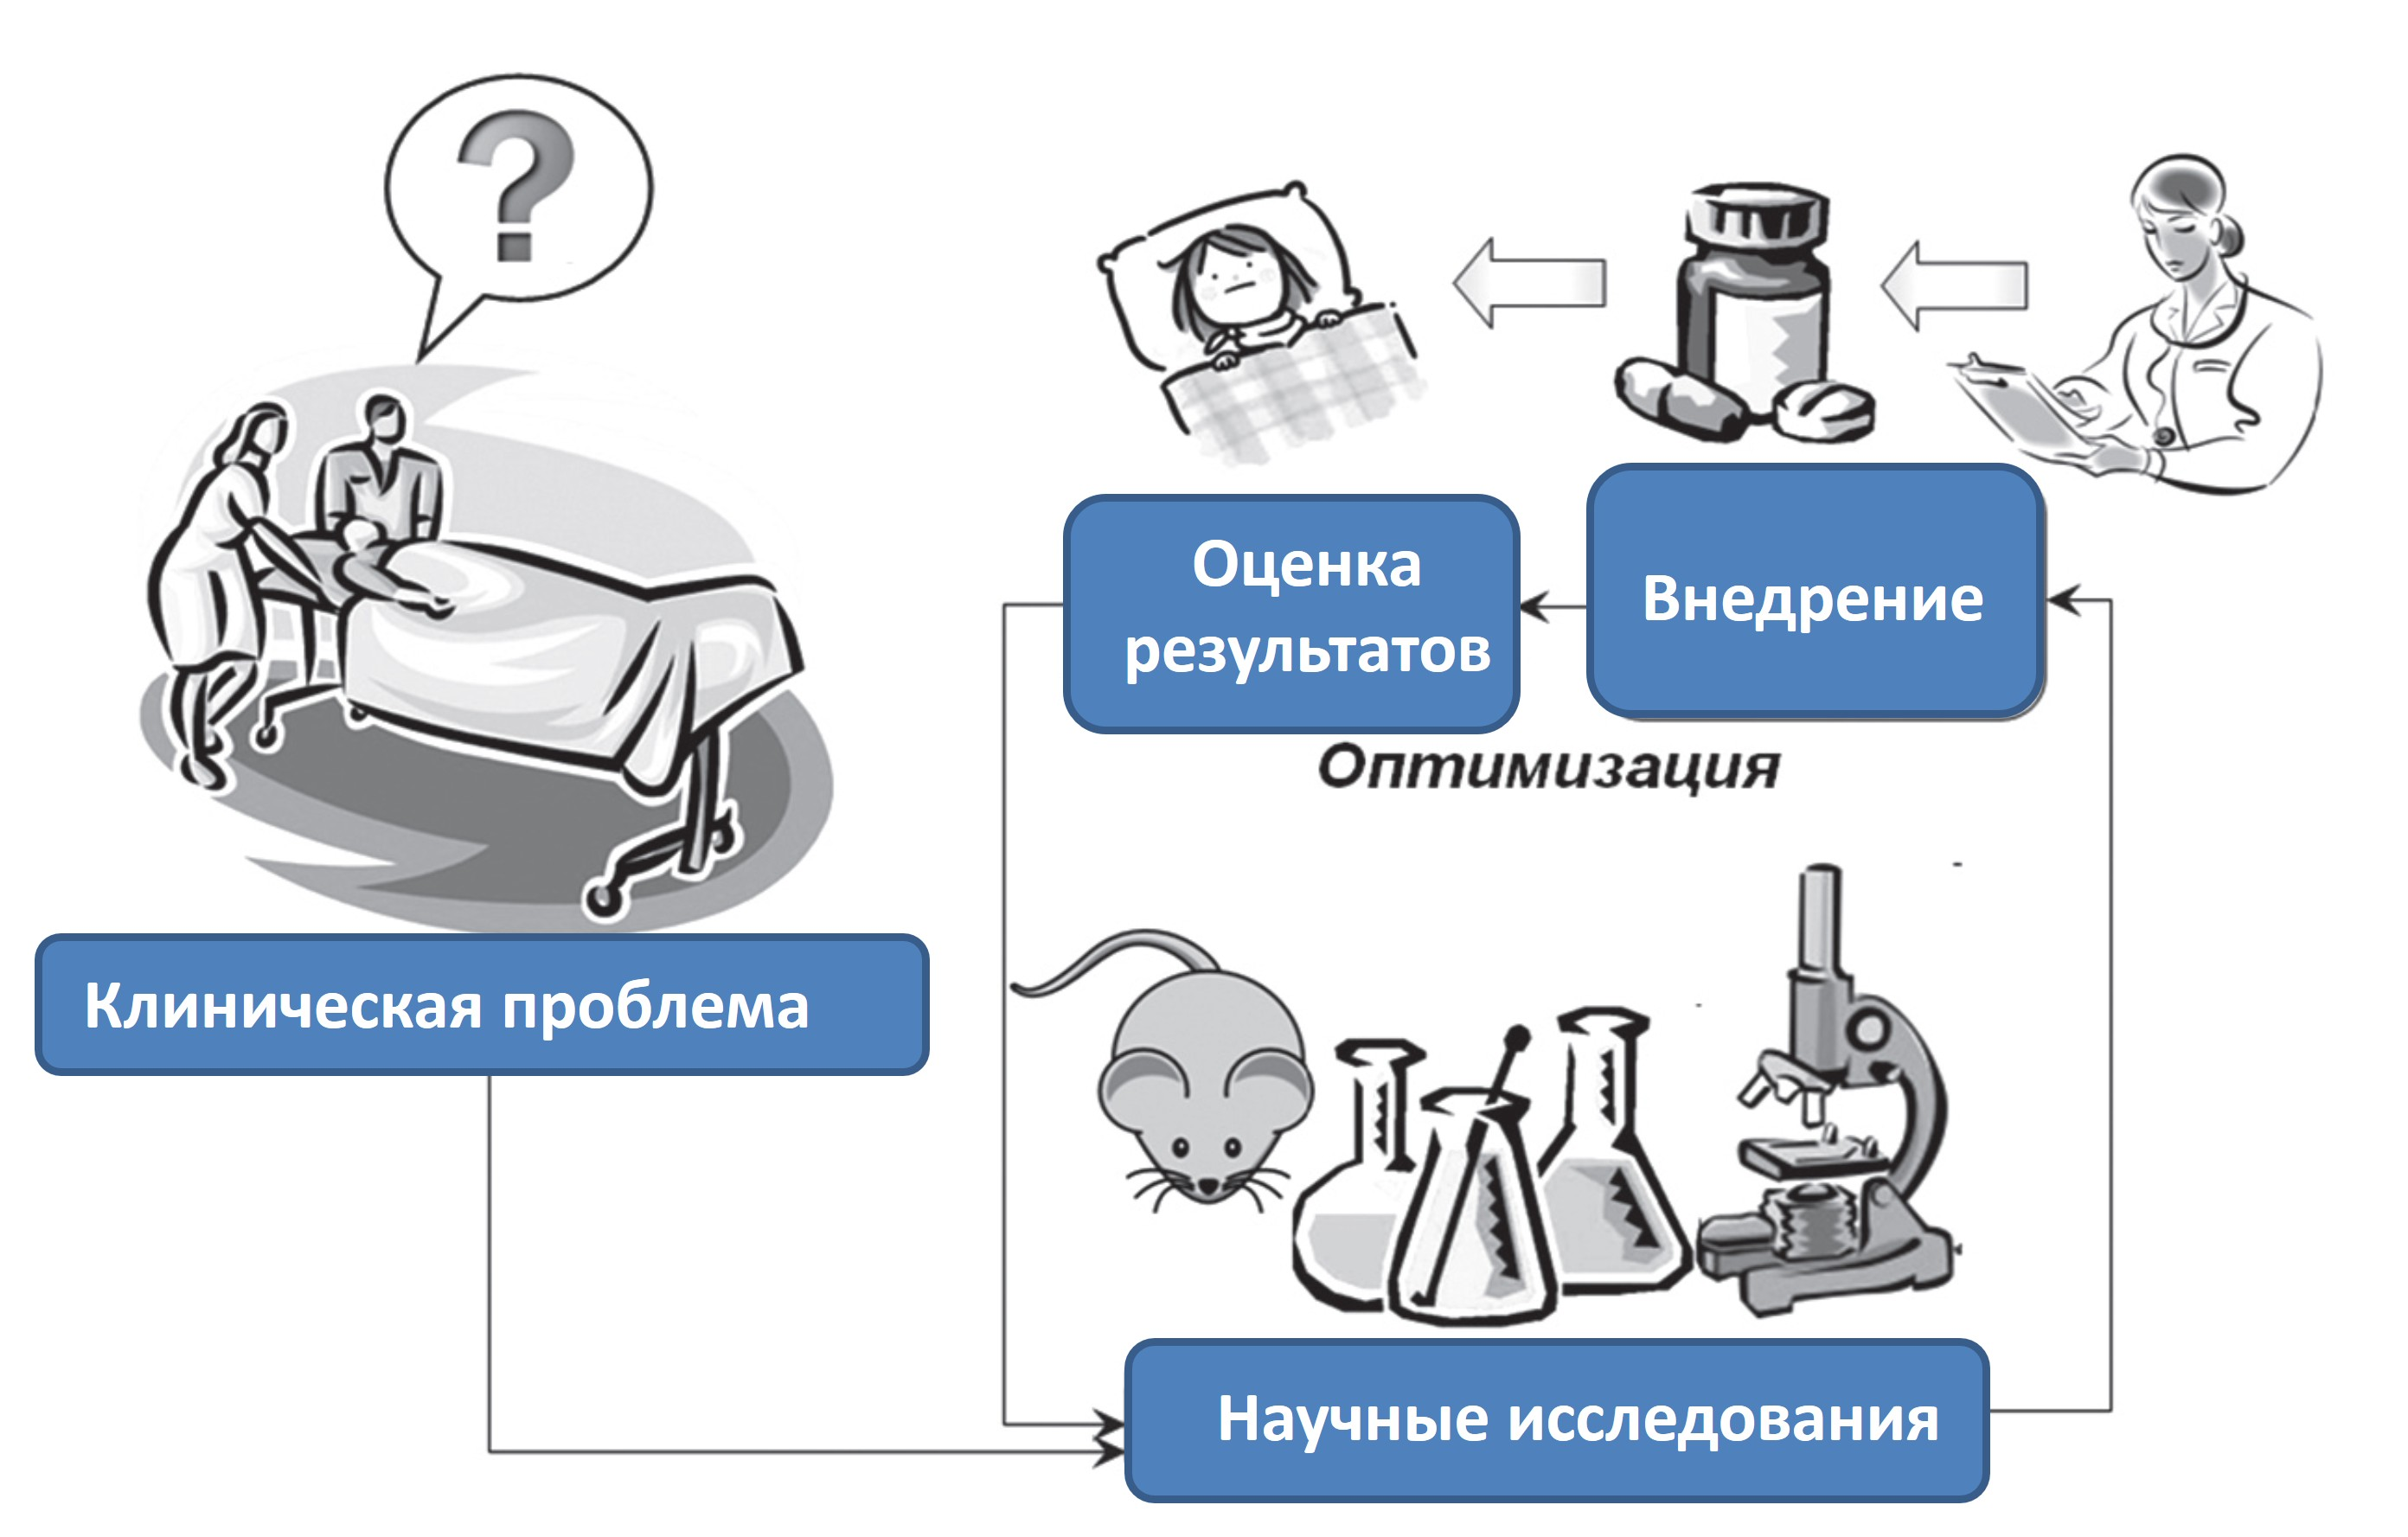 ?
Оценка
результатов
Внедрение
Оптимизация
Клиническая проблема
Научные исследования